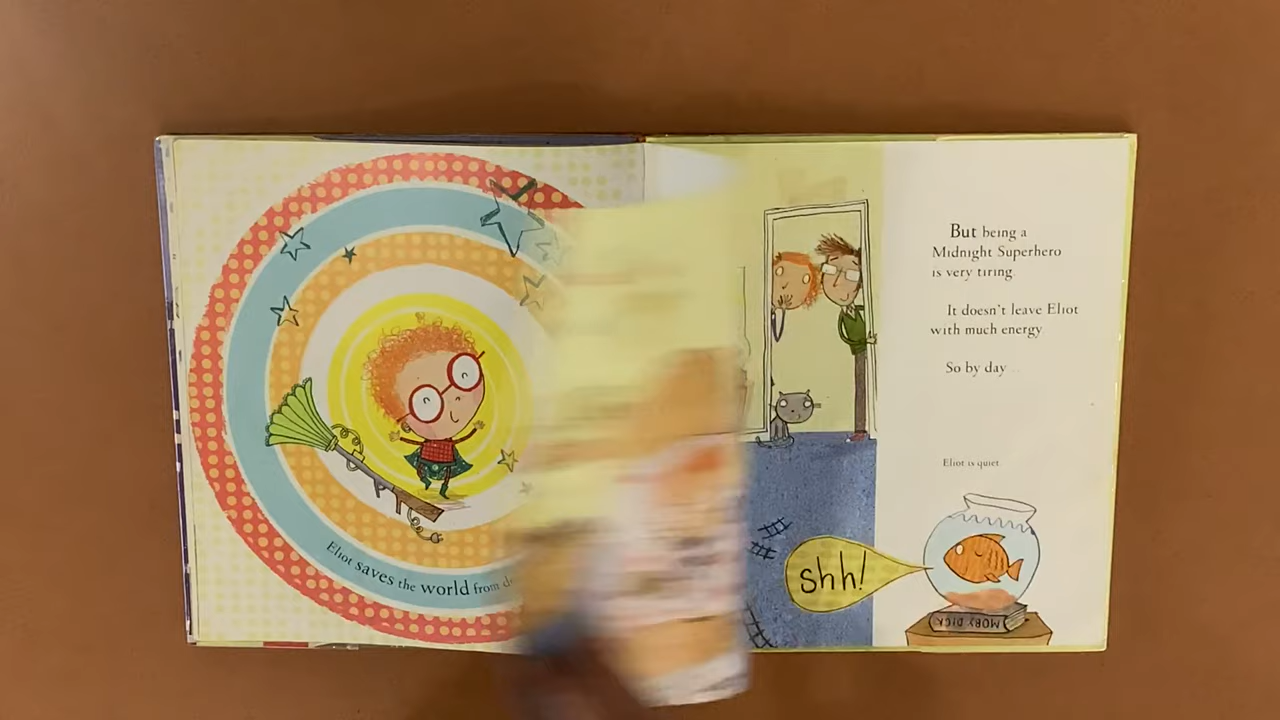 Eliot saves the world from
But being a
Midnight Superhero
is very tiring.
It doesn't leave Eliot
with much energy.
So by day ...
Eliot is quiet.
shh!
MOBY DICK